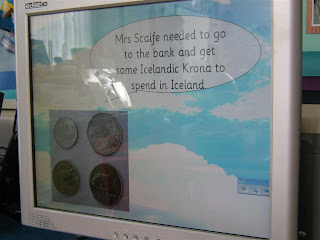 Mrs Scaife needed to go
to the bank and get
some Icelandic Krona to
spend in Iceland